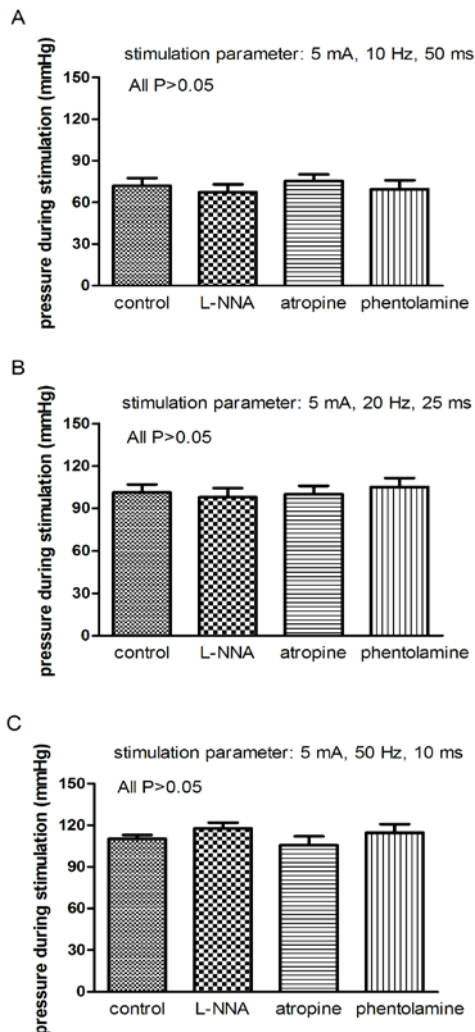 A
stimulation parameter: 5 mA, 10 Hz, 50 ms
All P>0.05
pressure during stimulation (mmHg)
150
120
90
60
30
0
control L-NNA atropine phentolamine
B
stimulation parameter: 5 mA, 20 Hz, 25 ms
All P>0.05
pressure during stimulation (mmHg)
150
120
90
60
30
0
control L-NNA atropine phentolamine
C
stimulation parameter: 5 mA, 50 Hz, 10 ms
All P>0.05
pressure during stimulation (mmHg)
150
120
90
60
30
0
control L-NNA atropine phentolamine